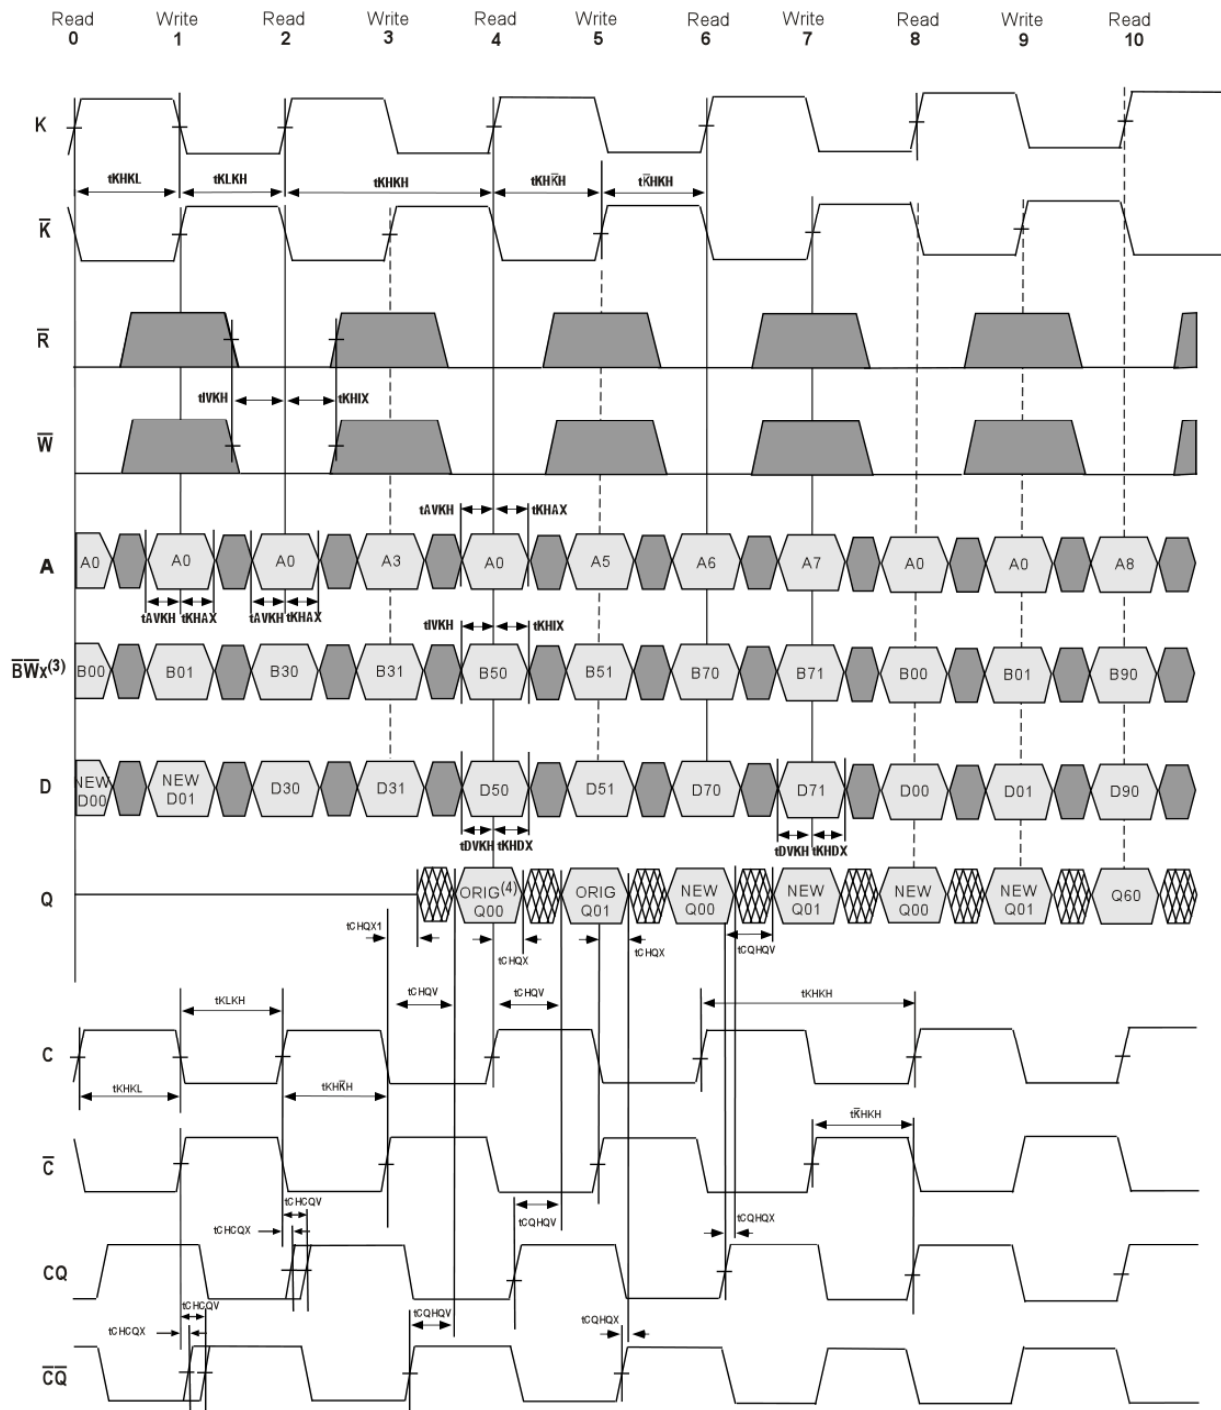 Read Write Read Write Read Write Read Write Read Write Read
0 1 2 3 4 5 6 7 8 9 10
K
tKHKL tKLKH tKHKH tKHK̅H tK̅HKH
K̅
R̅
tIVKH tKHIX
W̅
tAVKH tKHAX
A A0 A0 A0 A3 A0 A5 A6 A7 A0 A0 A8
tAVKH tKHAX tAVKH tKHAX
tIVKH tKHIX
B̅W̅x(3) B00 B01 B30 B31 B50 B51 B70 B71 B00 B01 B90
D NEW D00 NEW D01 D30 D31 D50 D51 D70 D71 D00 D01 D90
tDVKH tKHDX tDVKH tKHDX
Q ORIG(4) Q00 ORIG Q01 NEW Q00 NEW Q01 NEW Q00 NEW Q01 Q60
tCHQX1 tCHQX tCHQX tCQHQV
tCHQV tCHQV
tKLKH tKHKH
C
tKHKL tKHK̅H tK̅HKH
C̅
tCHCQV
tCHCQX tCQHQV tCQHQX
CQ
tCHCQV tCQHQV tCQHQX
tCHCQX
C̅Q̅